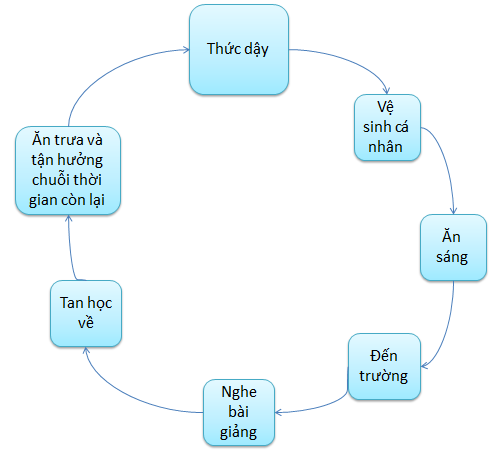 Thức dậy
Vệ
sinh cá
nhân
Ăn
sáng
Đến
trường
Nghe
bài
giảng
Tan học
về
Ăn trưa và
tận hưởng
chuỗi thời
gian còn lại